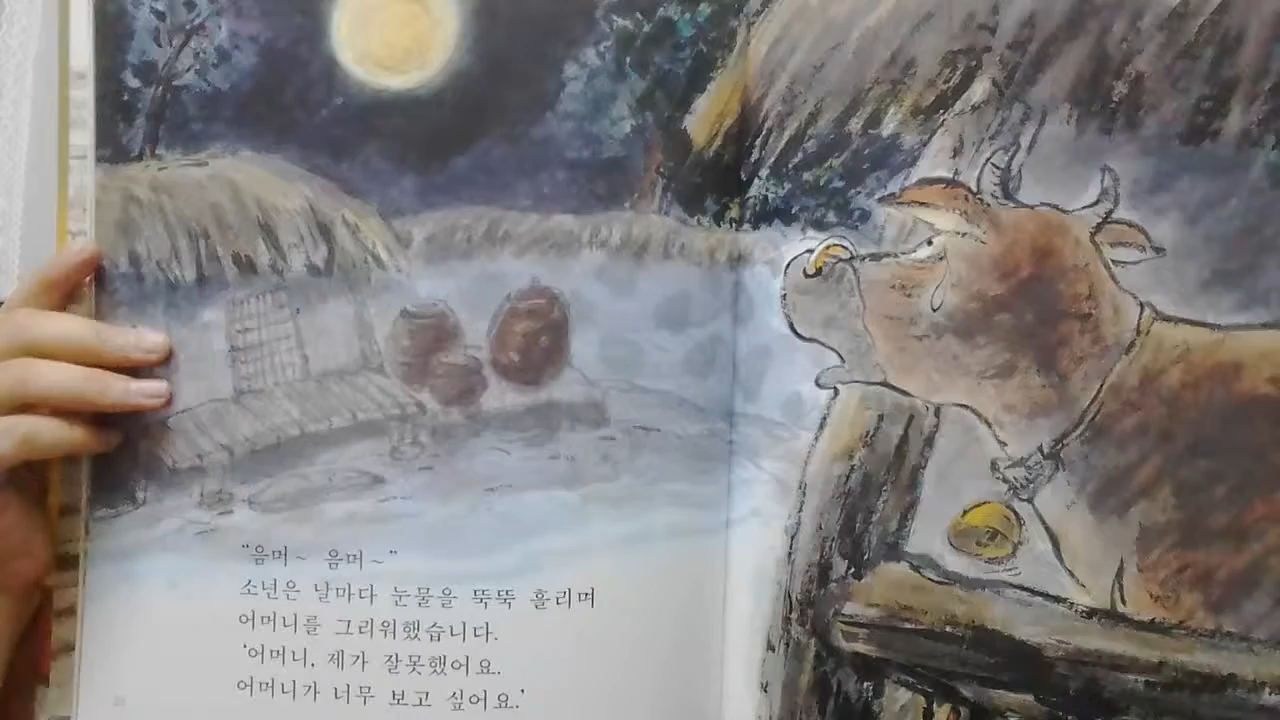 "음머~ 음머~"
소년은 날마다 눈물을 뚝뚝 흘리며
어머니를 그리워했습니다.
'어머니, 제가 잘못했어요.
어머니가 너무 보고 싶어요.'